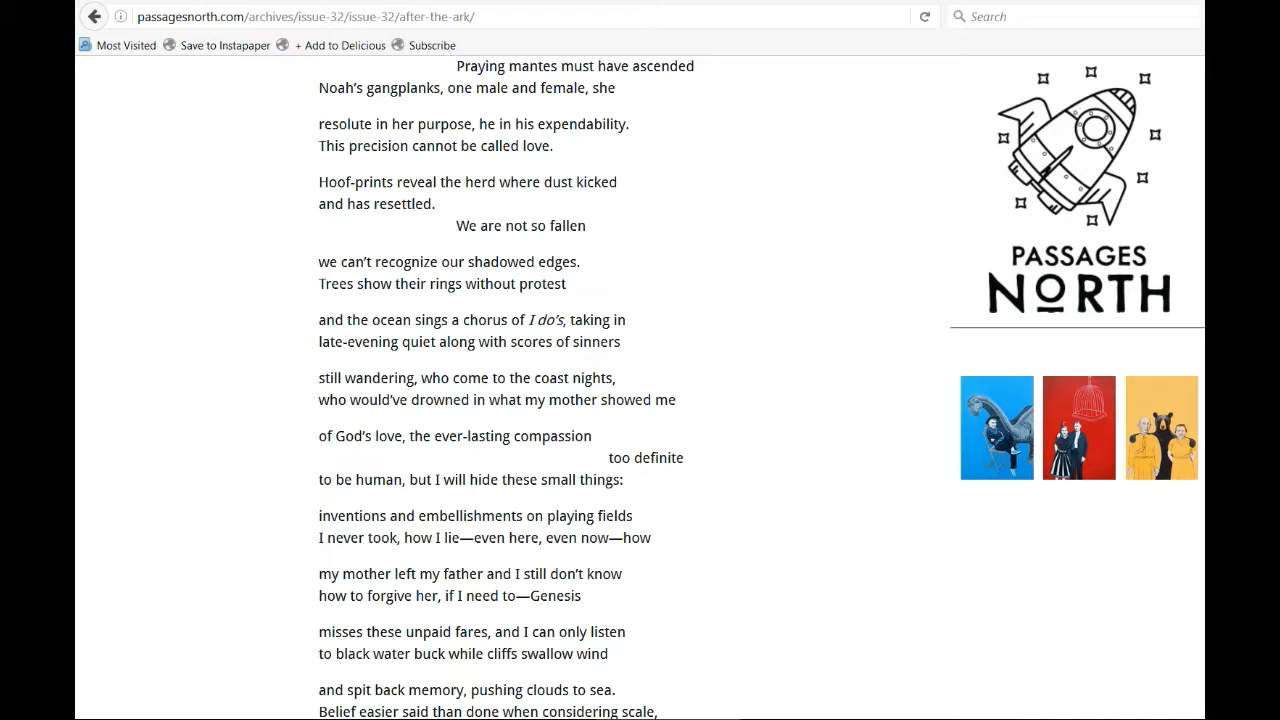 passagesnorth.com/archives/issue-32/issue-32/after-the-ark/
Search
Most Visited
Save to Instapaper
+ Add to Delicious
Subscribe
Praying mantes must have ascended
Noah’s gangplanks, one male and female, she
resolute in her purpose, he in his expendability.
This precision cannot be called love.
Hoof-prints reveal the herd where dust kicked
and has resettled.
We are not so fallen
we can’t recognize our shadowed edges.
Trees show their rings without protest
and the ocean sings a chorus of I do’s, taking in
late-evening quiet along with scores of sinners
still wandering, who come to the coast nights,
who would’ve drowned in what my mother showed me
of God’s love, the ever-lasting compassion
too definite
to be human, but I will hide these small things:
inventions and embellishments on playing fields
I never took, how I lie—even here, even now—how
my mother left my father and I still don’t know
how to forgive her, if I need to—Genesis
misses these unpaid fares, and I can only listen
to black water buck while cliffs swallow wind
and spit back memory, pushing clouds to sea.
Belief easier said than done when considering scale,
PASSAGES
NORTH